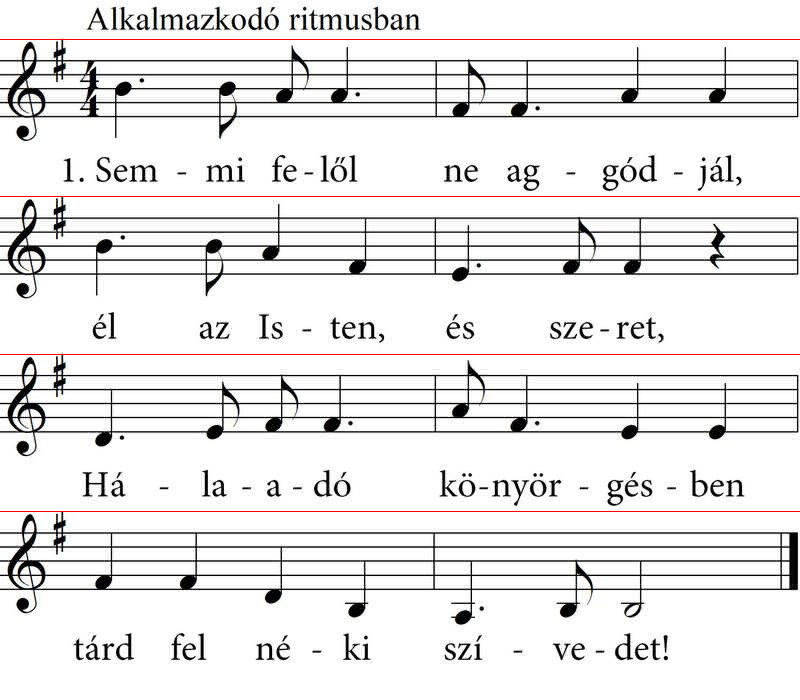 Alkalmazkodó ritmusban
4
4
1. Sem - mi fe - lől ne ag - gód - jál,
él az Is - ten, és sze - ret,
Há - la - a - dó kö - nyör - gés - ben
tárd fel né - ki szí - ve - det!